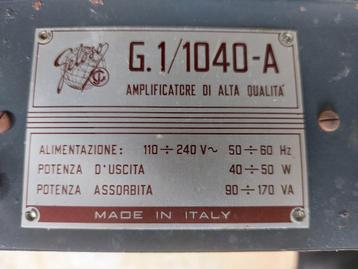 Geloso
G.1/1040-A
AMPLIFICATORE DI ALTA QUALITA'
ALIMENTAZIONE: 110÷240 V~ 50÷60 Hz
POTENZA D'USCITA 40÷50 W
POTENZA ASSORBITA 90÷170 VA
MADE IN ITALY